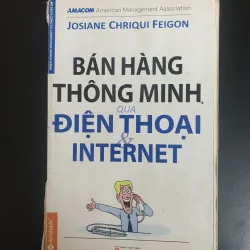 AMACOM American Management Association
JOSIANE CHRIQUI FEIGON
BÁN HÀNG
THÔNG MINH
QUA
ĐIỆN THOẠI
&
INTERNET